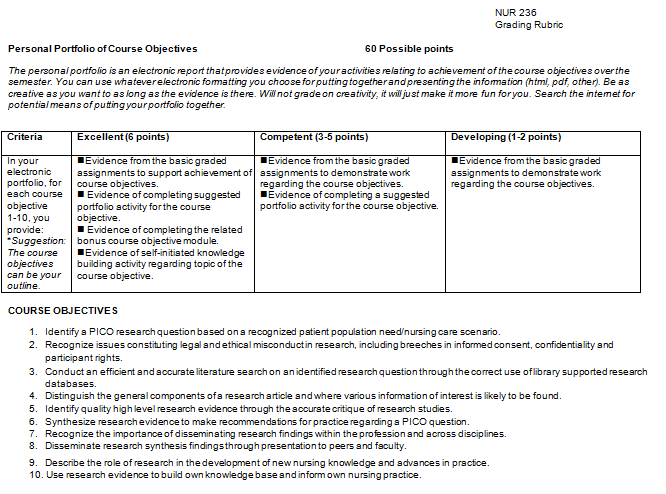 NUR 236
Grading Rubric
Personal Portfolio of Course Objectives 60 Possible points
The personal portfolio is an electronic report that provides evidence of your activities relating to achievement of the course objectives over the
semester. You can use whatever electronic formatting you choose for putting together and presenting the information (html, pdf, other). Be as
creative as you want to as long as the evidence is there. Will not grade on creativity, it will just make it more fun for you. Search the internet for
potential means of putting your portfolio together.
Criteria Excellent (6 points) Competent (3-5 points) Developing (1-2 points)
In your
electronic
portfolio, for
each course
objective
1-10, you
provide:
*Suggestion:
The course
objectives
can be your
outline.
■Evidence from the basic graded
assignments to support achievement of
course objectives.
■ Evidence of completing suggested
portfolio activity for the course
objective.
■ Evidence of completing the related
bonus course objective module.
■Evidence of self-initiated knowledge
building activity regarding topic of the
course objective.
■Evidence from the basic graded
assignments to demonstrate work
regarding the course objectives.
■Evidence of completing a suggested
portfolio activity for the course objective.
■Evidence from the basic graded
assignments to demonstrate work
regarding the course objectives.
COURSE OBJECTIVES
1. Identify a PICO research question based on a recognized patient population need/nursing care scenario.
2. Recognize issues constituting legal and ethical misconduct in research, including breeches in informed consent, confidentiality and
participant rights.
3. Conduct an efficient and accurate literature search on an identified research question through the correct use of library supported research
databases.
4. Distinguish the general components of a research article and where various information of interest is likely to be found.
5. Identify quality high level research evidence through the accurate critique of research studies.
6. Synthesize research evidence to make recommendations for practice regarding a PICO question.
7. Recognize the importance of disseminating research findings within the profession and across disciplines.
8. Disseminate research synthesis findings through presentation to peers and faculty.
9. Describe the role of research in the development of new nursing knowledge and advances in practice.
10. Use research evidence to build own knowledge base and inform own nursing practice.